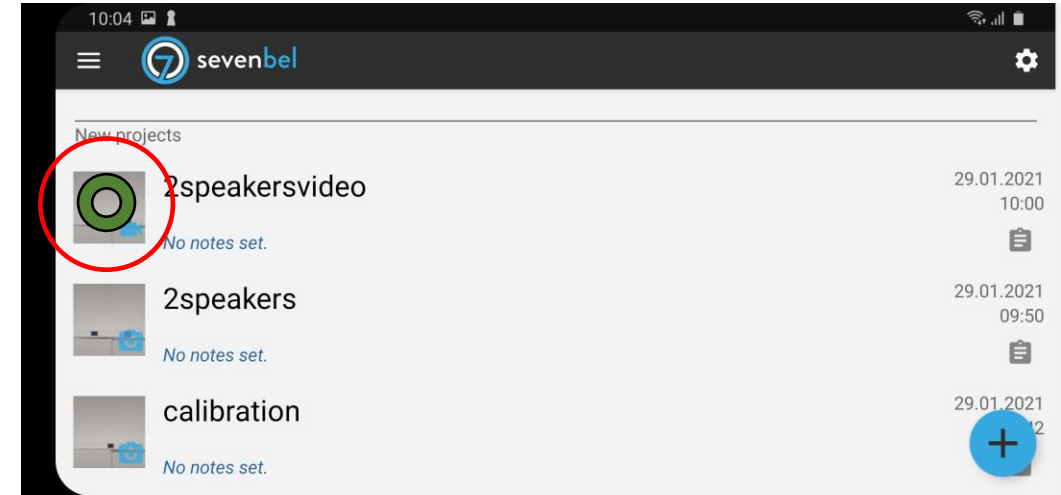 10:04
7 sevenbel
New projects
2speakersvideo
29.01.2021
10:00
No notes set.
2speakers
29.01.2021
09:50
No notes set.
calibration
29.01.2021
No notes set.